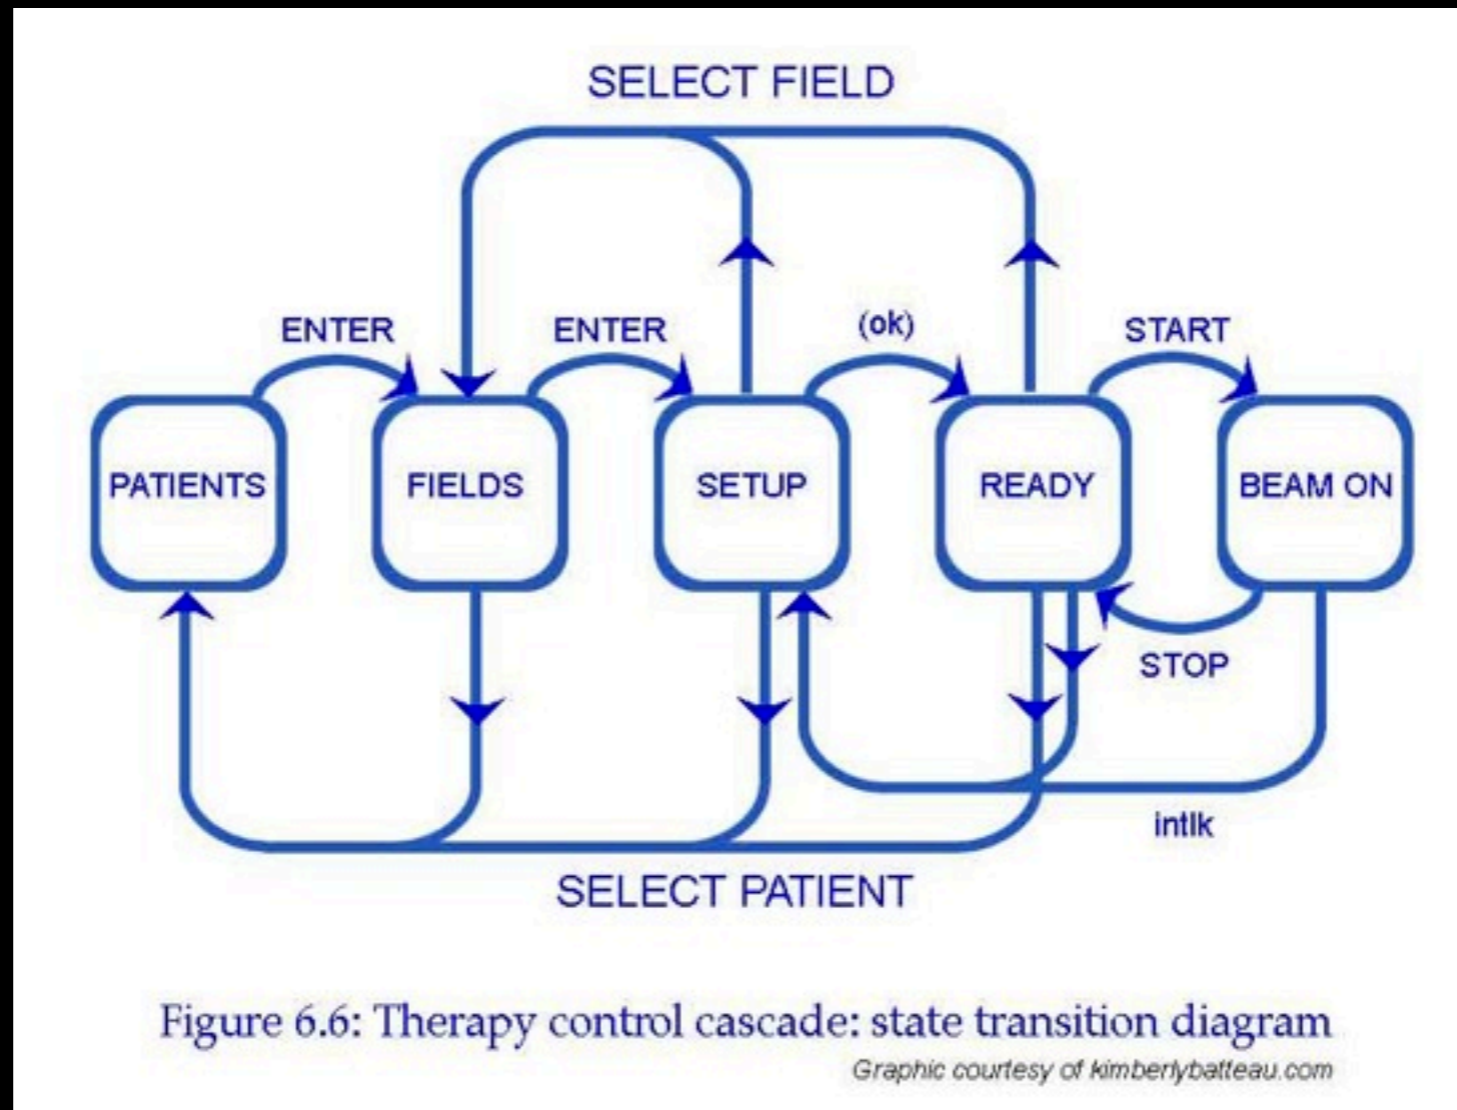 SELECT FIELD
ENTER
ENTER
(ok)
START
PATIENTS
FIELDS
SETUP
READY
BEAM ON
STOP
intlk
SELECT PATIENT
Figure 6.6: Therapy control cascade: state transition diagram
Graphic courtesy of kimberlybatteau.com